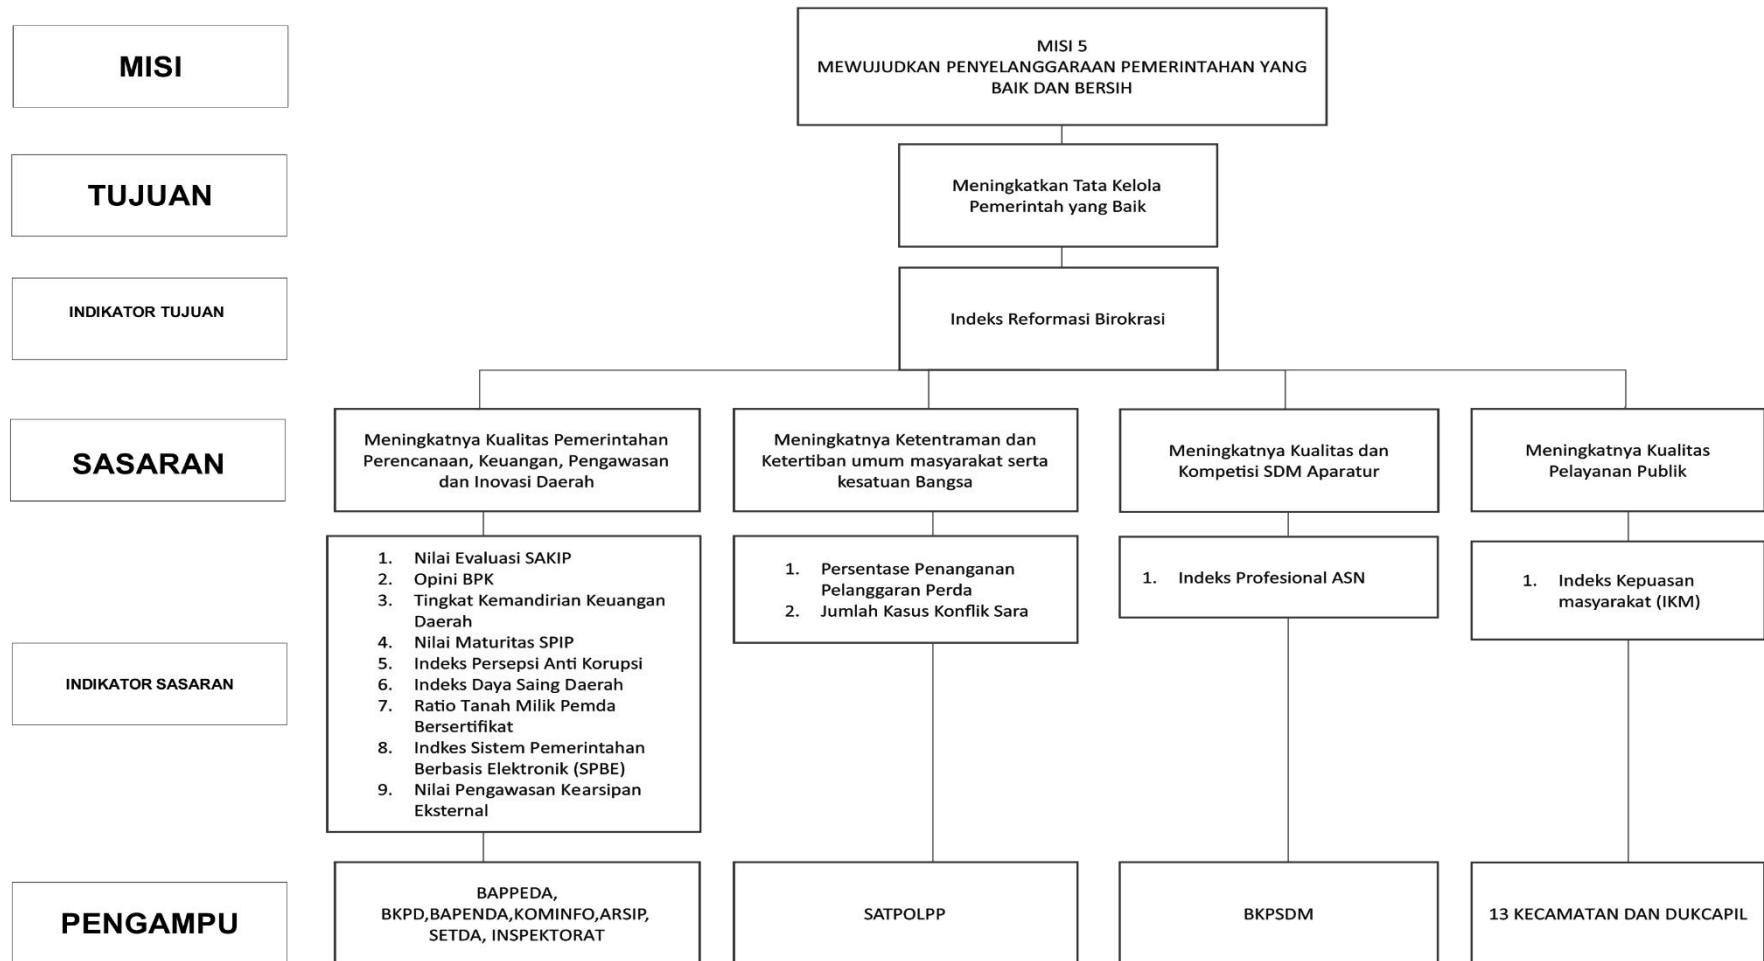 MISI
MISI 5
MEWUJUDKAN PENYELANGGARAAN PEMERINTAHAN YANG
BAIK DAN BERSIH
TUJUAN
Meningkatkan Tata Kelola
Pemerintah yang Baik
INDIKATOR TUJUAN
Indeks Reformasi Birokrasi
SASARAN
Meningkatnya Kualitas Pemerintahan
Perencanaan, Keuangan, Pengawasan
dan Inovasi Daerah
Meningkatnya Ketentraman dan
Ketertiban umum masyarakat serta
kesatuan Bangsa
Meningkatnya Kualitas dan
Kompetisi SDM Aparatur
Meningkatnya Kualitas
Pelayanan Publik
INDIKATOR SASARAN
1. Nilai Evaluasi SAKIP
2. Opini BPK
3. Tingkat Kemandirian Keuangan
Daerah
4. Nilai Maturitas SPIP
5. Indeks Persepsi Anti Korupsi
6. Indeks Daya Saing Daerah
7. Ratio Tanah Milik Pemda
Bersertifikat
8. Indkes Sistem Pemerintahan
Berbasis Elektronik (SPBE)
9. Nilai Pengawasan Kearsipan
Eksternal
1. Persentase Penanganan
Pelanggaran Perda
2. Jumlah Kasus Konflik Sara
1. Indeks Profesional ASN
1. Indeks Kepuasan
masyarakat (IKM)
PENGAMPU
BAPPEDA,
BKPD,BAPENDA,KOMINFO,ARSIP,
SETDA, INSPEKTORAT
SATPOLPP
BKPSDM
13 KECAMATAN DAN DUKCAPIL